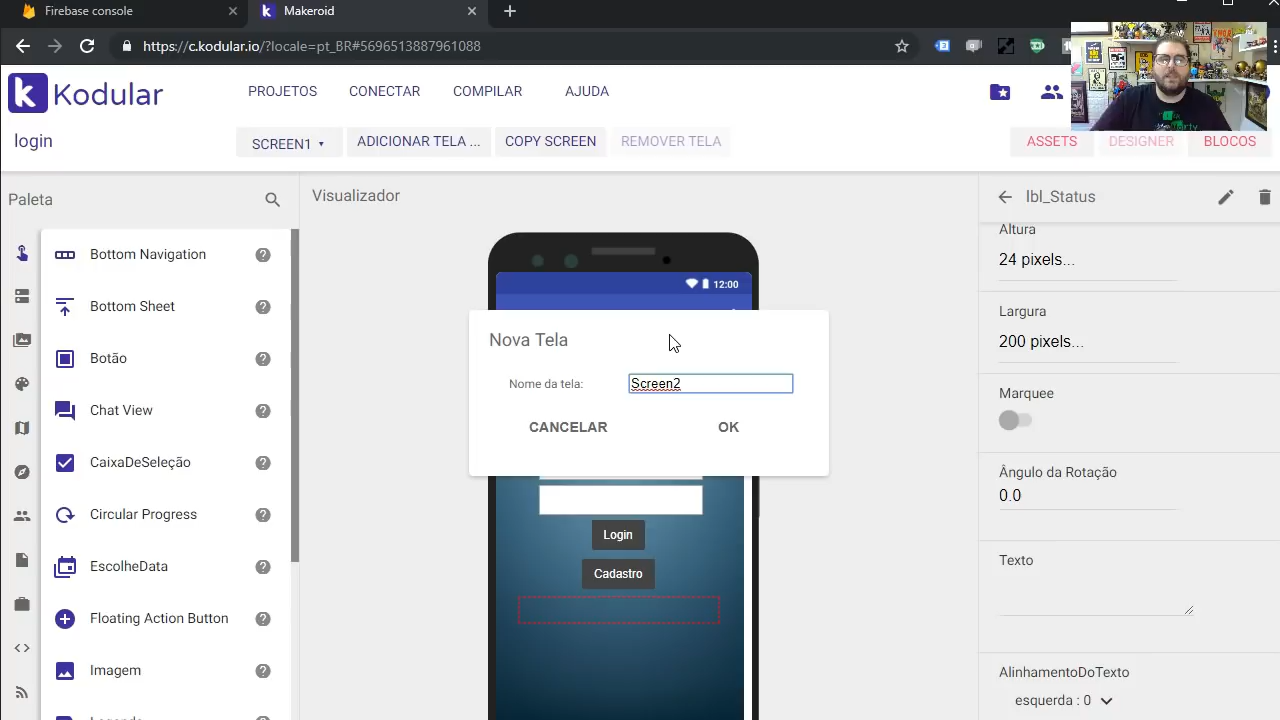 Firebase console
Makeroid
https://c.kodular.io/?locale=pt_BR#5696513887961088
Kodular
PROJETOS
CONECTAR
COMPILAR
AJUDA
login
SCREEN1
ADICIONAR TELA ...
COPY SCREEN
REMOVER TELA
ASSETS
DESIGNER
BLOCOS
Paleta
Visualizador
lbl_Status
Bottom Navigation
Bottom Sheet
Botão
Chat View
CaixaDeSeleção
Circular Progress
EscolheData
Floating Action Button
Imagem
12:00
Nova Tela
Nome da tela:
Screen2
CANCELAR
OK
Login
Cadastro
Altura
24 pixels...
Largura
200 pixels...
Marquee
Ângulo da Rotação
0.0
Texto
AlinhamentoDoTexto
esquerda : 0